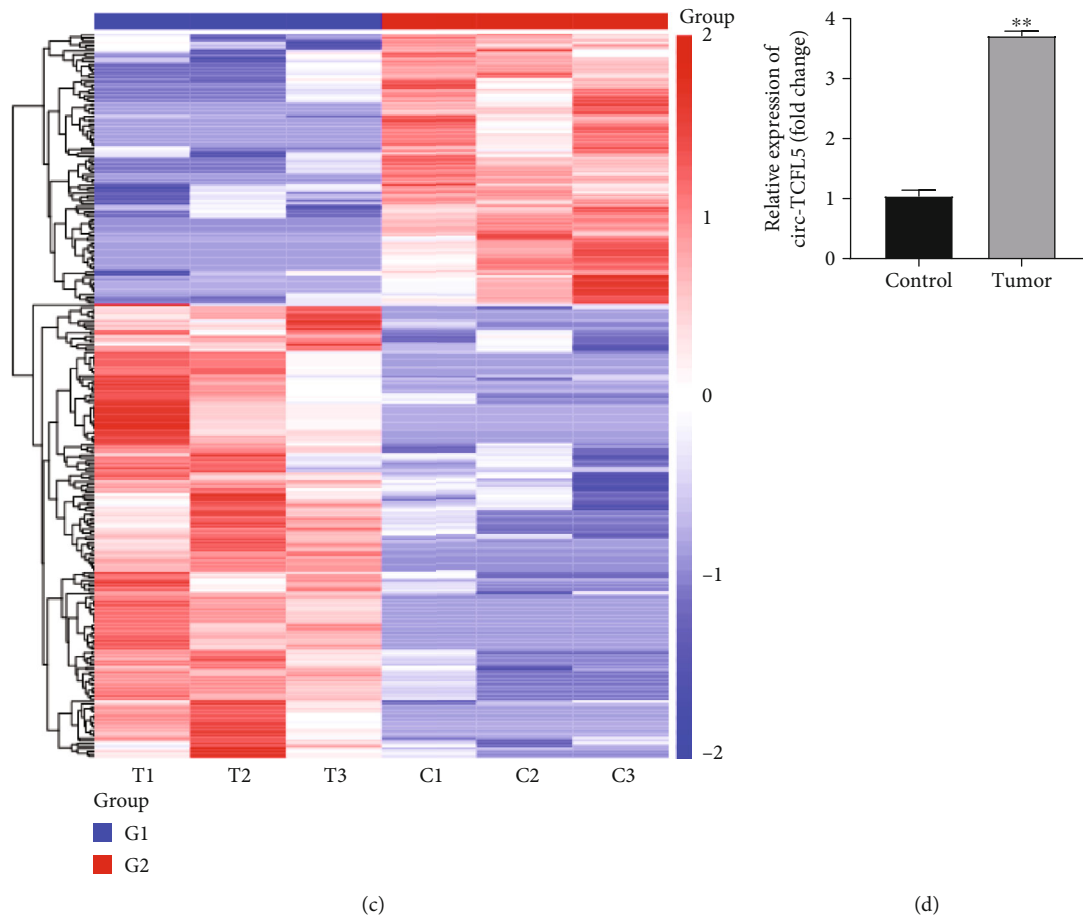 Group
2
1
0
−1
−2
T1 T2 T3 C1 C2 C3
Group
G1
G2
(c)
Relative expression of
circ-TCFL5 (fold change)
4
3
2
1
0
**
Control Tumor
(d)